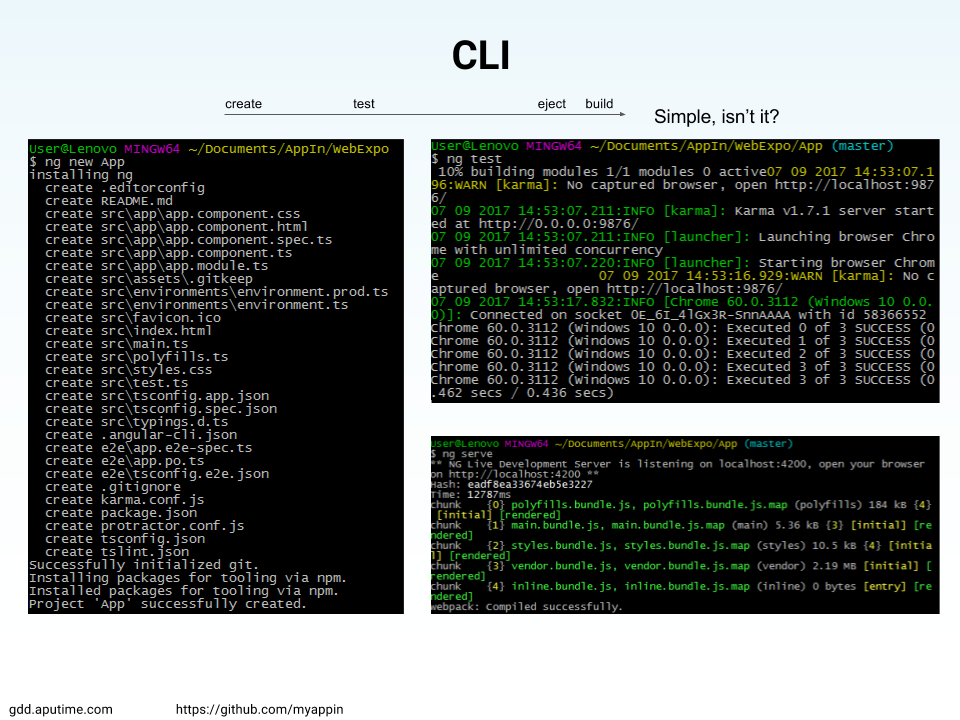 CLI
create test eject build
Simple, isn't it?
User@Lenovo MINGW64 ~/Documents/AppIn/WebExpo
$ ng new App
installing ng
create .editorconfig
create README.md
create src\app\app.component.css
create src\app\app.component.html
create src\app\app.component.spec.ts
create src\app\app.component.ts
create src\app\app.module.ts
create src\assets\.gitkeep
create src\environments\environment.prod.ts
create src\environments\environment.ts
create src\favicon.ico
create src\index.html
create src\main.ts
create src\polyfills.ts
create src\styles.css
create src\test.ts
create src\tsconfig.app.json
create src\tsconfig.spec.json
create src\typings.d.ts
create .angular-cli.json
create e2e\app.e2e-spec.ts
create e2e\app.po.ts
create e2e\tsconfig.e2e.json
create .gitignore
create karma.conf.js
create package.json
create protractor.conf.js
create tsconfig.json
create tslint.json
Successfully initialized git.
Installing packages for tooling via npm.
Installed packages for tooling via npm.
Project 'App' successfully created.
User@Lenovo MINGW64 ~/Documents/AppIn/WebExpo/App (master)
$ ng test
10% building modules 1/1 modules 0 active07 09 2017 14:53:07.1
96:WARN [karma]: No captured browser, open http://localhost:987
6/
07 09 2017 14:53:07.211:INFO [karma]: Karma v1.7.1 server start
ed at http://0.0.0.0:9876/
07 09 2017 14:53:07.211:INFO [launcher]: Launching browser Chro
me with unlimited concurrency
07 09 2017 14:53:07.220:INFO [launcher]: Starting browser Chrom
e 07 09 2017 14:53:16.929:WARN [karma]: No c
aptured browser, open http://localhost:9876/
07 09 2017 14:53:17.832:INFO [Chrome 60.0.3112 (Windows 10 0.0.
0)]: Connected on socket OE_6I_4lGx3R-SnnAAAA with id 58366552
Chrome 60.0.3112 (Windows 10 0.0.0): Executed 0 of 3 SUCCESS (0
Chrome 60.0.3112 (Windows 10 0.0.0): Executed 1 of 3 SUCCESS (0
Chrome 60.0.3112 (Windows 10 0.0.0): Executed 2 of 3 SUCCESS (0
Chrome 60.0.3112 (Windows 10 0.0.0): Executed 3 of 3 SUCCESS (0
Chrome 60.0.3112 (Windows 10 0.0.0): Executed 3 of 3 SUCCESS (0
.462 secs / 0.436 secs)
User@Lenovo MINGW64 ~/Documents/AppIn/WebExpo/App (master)
$ ng serve
** NG Live Development Server is listening on localhost:4200, open your browser
on http://localhost:4200 **
Hash: eadf8ea33674eb5e3227
Time: 12787ms
chunk {0} polyfills.bundle.js, polyfills.bundle.js.map (polyfills) 184 kB {4}
[initial] [rendered]
chunk {1} main.bundle.js, main.bundle.js.map (main) 5.36 kB {3} [initial] [re
ndered]
chunk {2} styles.bundle.js, styles.bundle.js.map (styles) 10.5 kB {4} [initia
l] [rendered]
chunk {3} vendor.bundle.js, vendor.bundle.js.map (vendor) 2.19 MB [initial] [
rendered]
chunk {4} inline.bundle.js, inline.bundle.js.map (inline) 0 bytes [entry] [re
ndered]
webpack: Compiled successfully.
gdd.aputime.com https://github.com/myappin